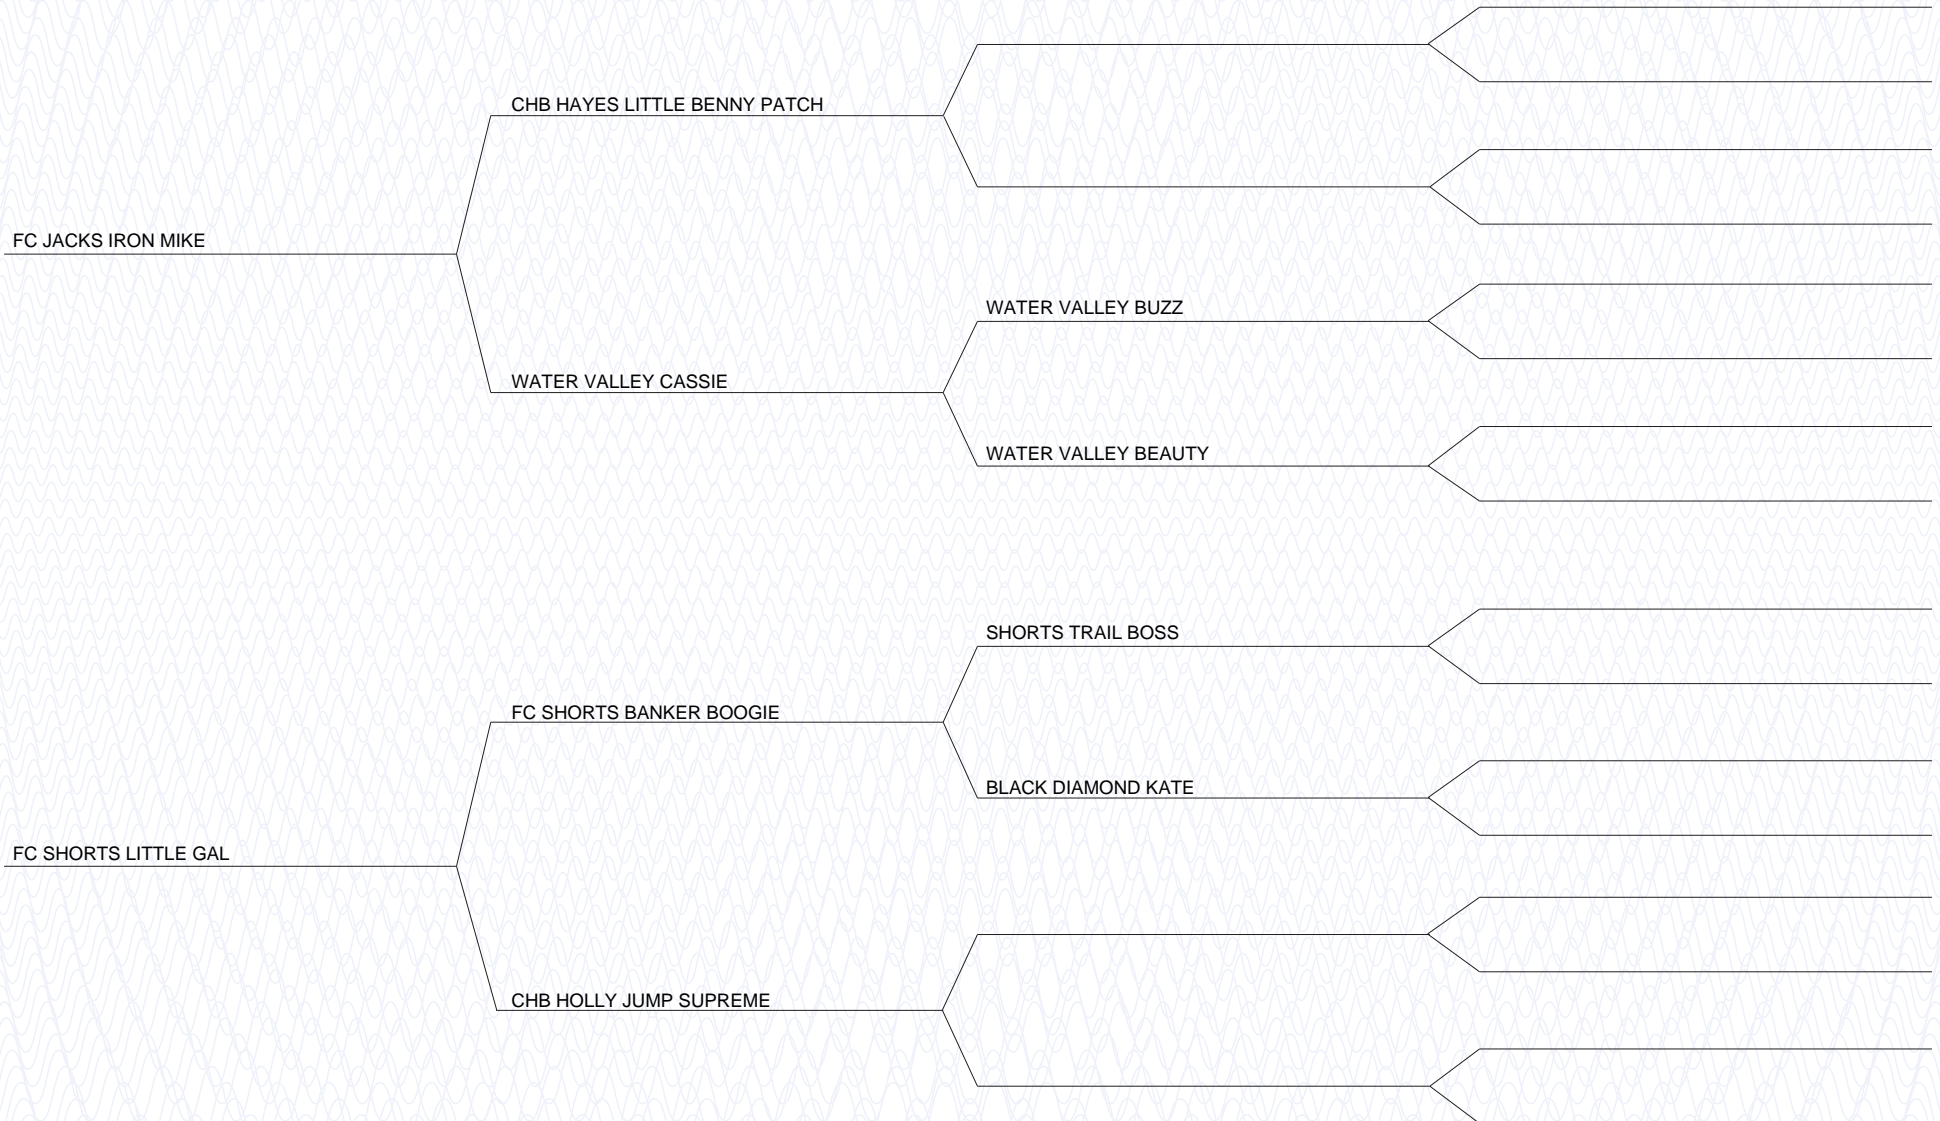 CHB HAYES LITTLE BENNY PATCH
FC JACKS IRON MIKE
WATER VALLEY BUZZ
WATER VALLEY CASSIE
WATER VALLEY BEAUTY
SHORTS TRAIL BOSS
FC SHORTS BANKER BOOGIE
BLACK DIAMOND KATE
FC SHORTS LITTLE GAL
CHB HOLLY JUMP SUPREME